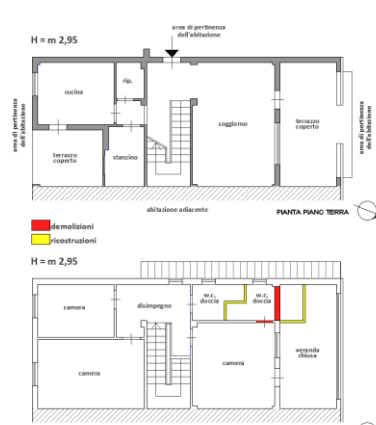 area di pertinenza
dell'abitazione
H = m 2,95
cucina
rip.
soggiorno
terrazzo
coperto
area di pertinenza
dell'abitazione
area di pertinenza
dell'abitazione
terrazzo
coperto
stanzino
abitazione adiacente
PIANTA PIANO TERRA
demolizioni
ricostruzioni
H = m 2,95
camera
disimpegno
w.c.
doccia
w.c.
doccia
veranda
chiusa
camera
camera